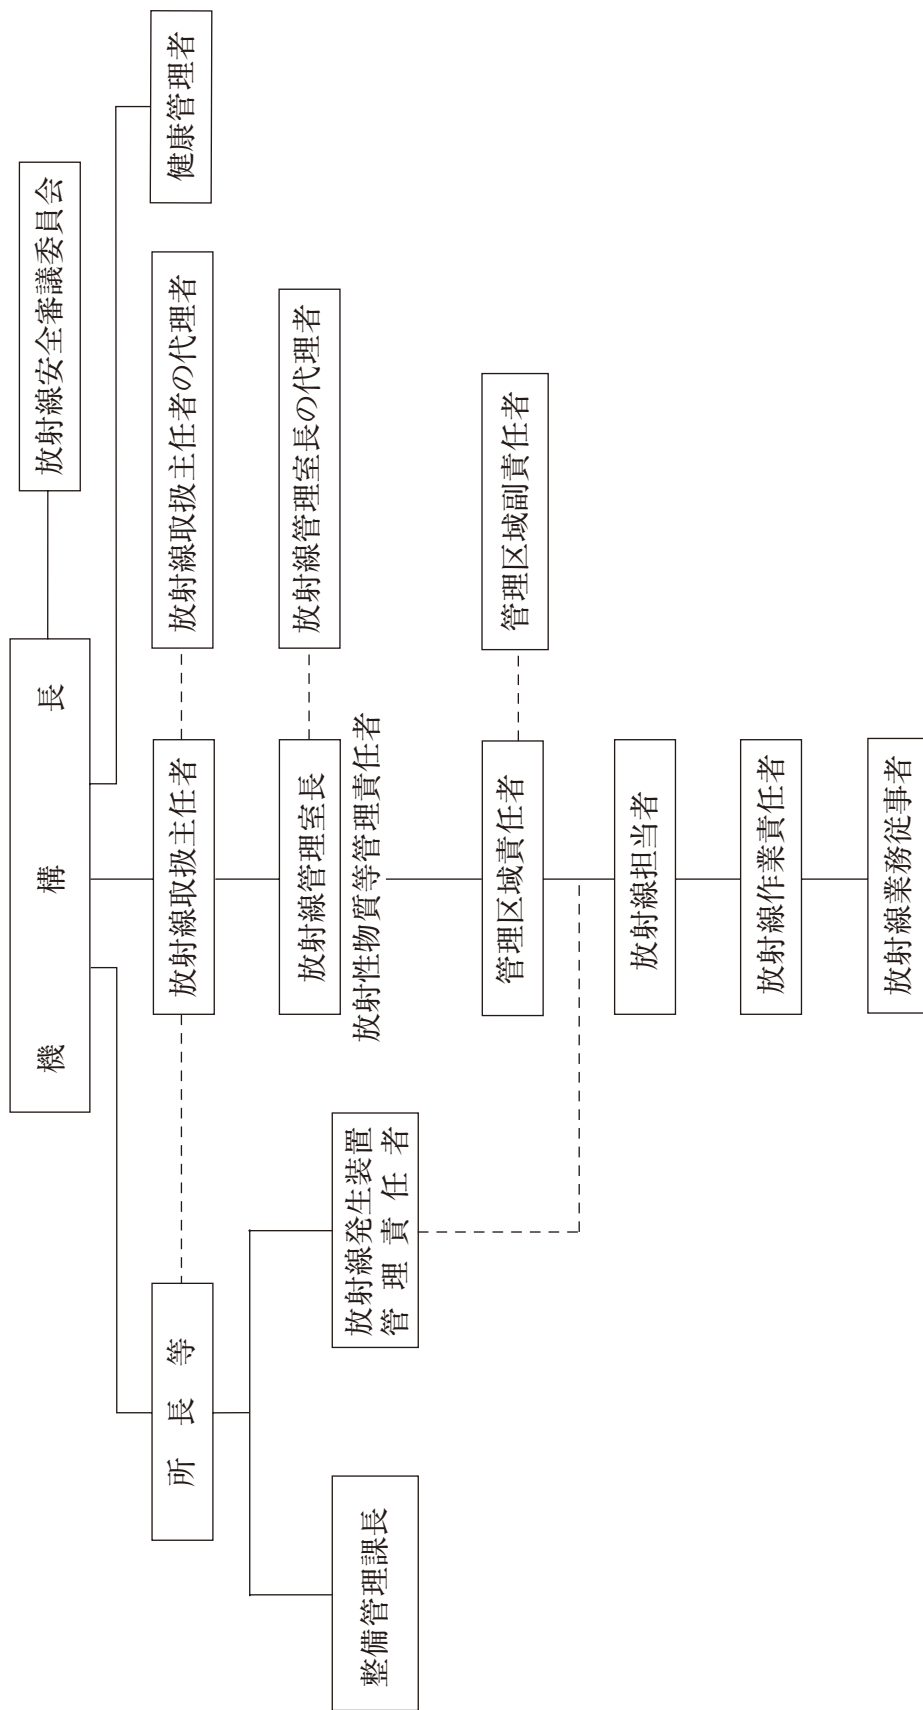 機構長
放射線安全審議委員会
所長等
放射線取扱主任者
放射線取扱主任者の代理者
健康管理者
放射線管理室長
放射線管理室長の代理者
放射性物質等管理責任者
整備管理課長
放射線発生装置
管理責任者
管理区域責任者
管理区域副責任者
放射線担当者
放射線作業責任者
放射線業務従事者